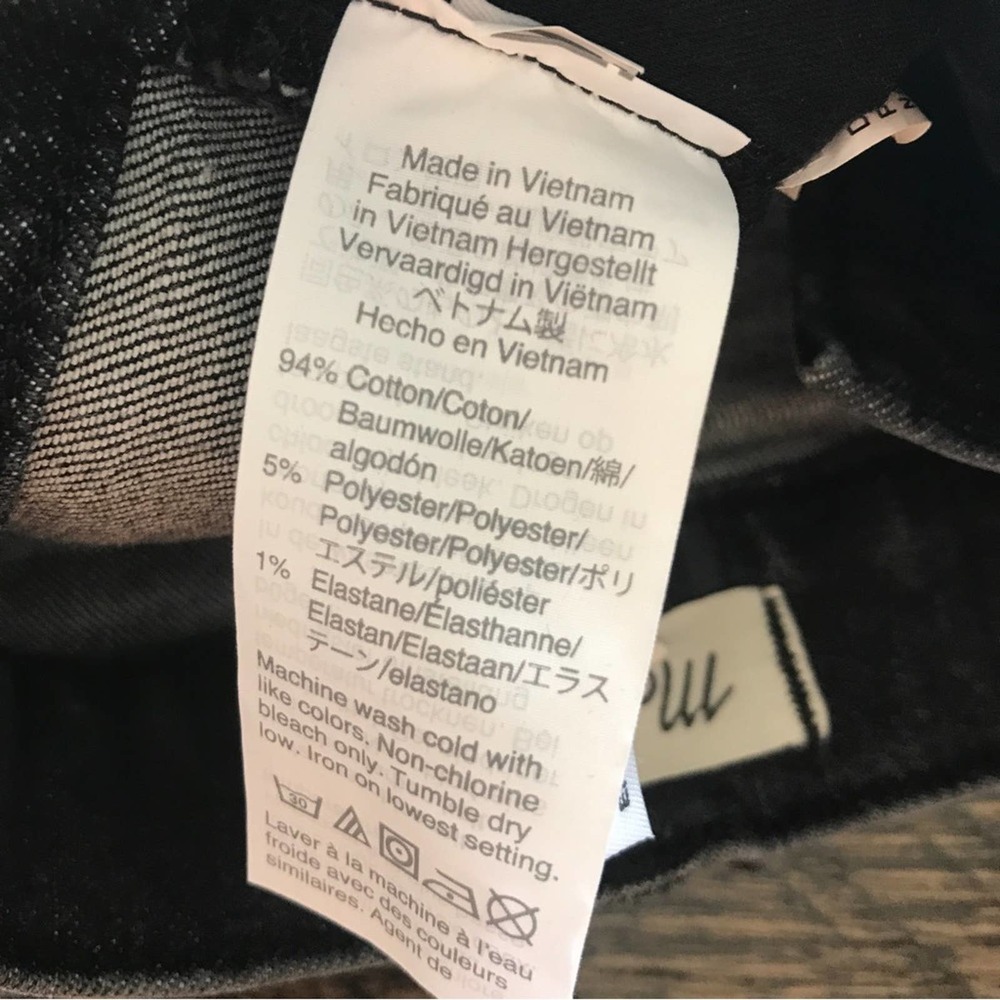 Made in Vietnam
Fabriqué au Vietnam
in Vietnam Hergestellt
Vervaardigd in Viëtnam
ベトナム製
Hecho en Vietnam
94% Cotton/Coton/
Baumwolle/Katoen/綿/
algodón
5% Polyester/Polyester/
Polyester/Polyester/ポリ
エステル/poliéster
1% Elastane/Élasthanne/
Elastan/Elastaan/エラス
テーン/elastano
Machine wash cold with
like colors. Non-chlorine
bleach only. Tumble dry
low. Iron on lowest setting.
30
Laver à la machine à l'eau
froide avec des couleurs
similaires. Agent de